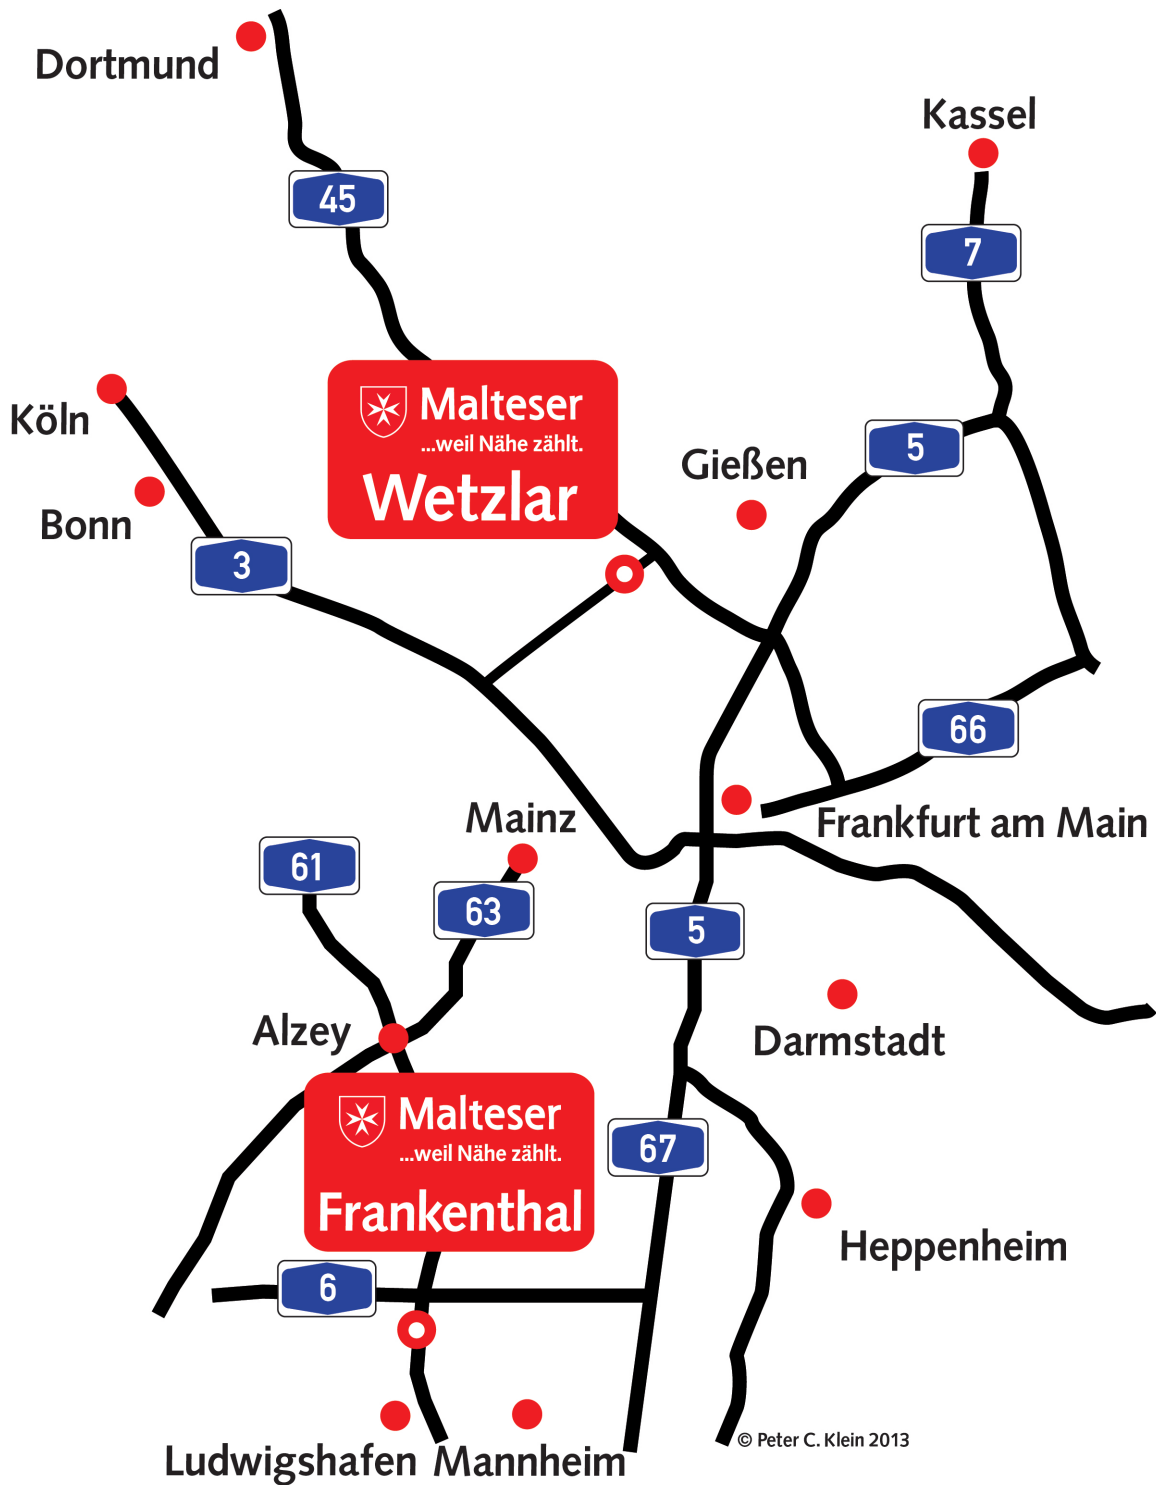 Dortmund
Kassel
45
7
Köln
Malteser
...weil Nähe zählt.
Wetzlar
5
Gießen
Bonn
3
66
Mainz
Frankfurt am Main
61
63
5
Alzey
Darmstadt
Malteser
...weil Nähe zählt.
Frankenthal
67
Heppenheim
6
© Peter C. Klein 2013
Ludwigshafen
Mannheim